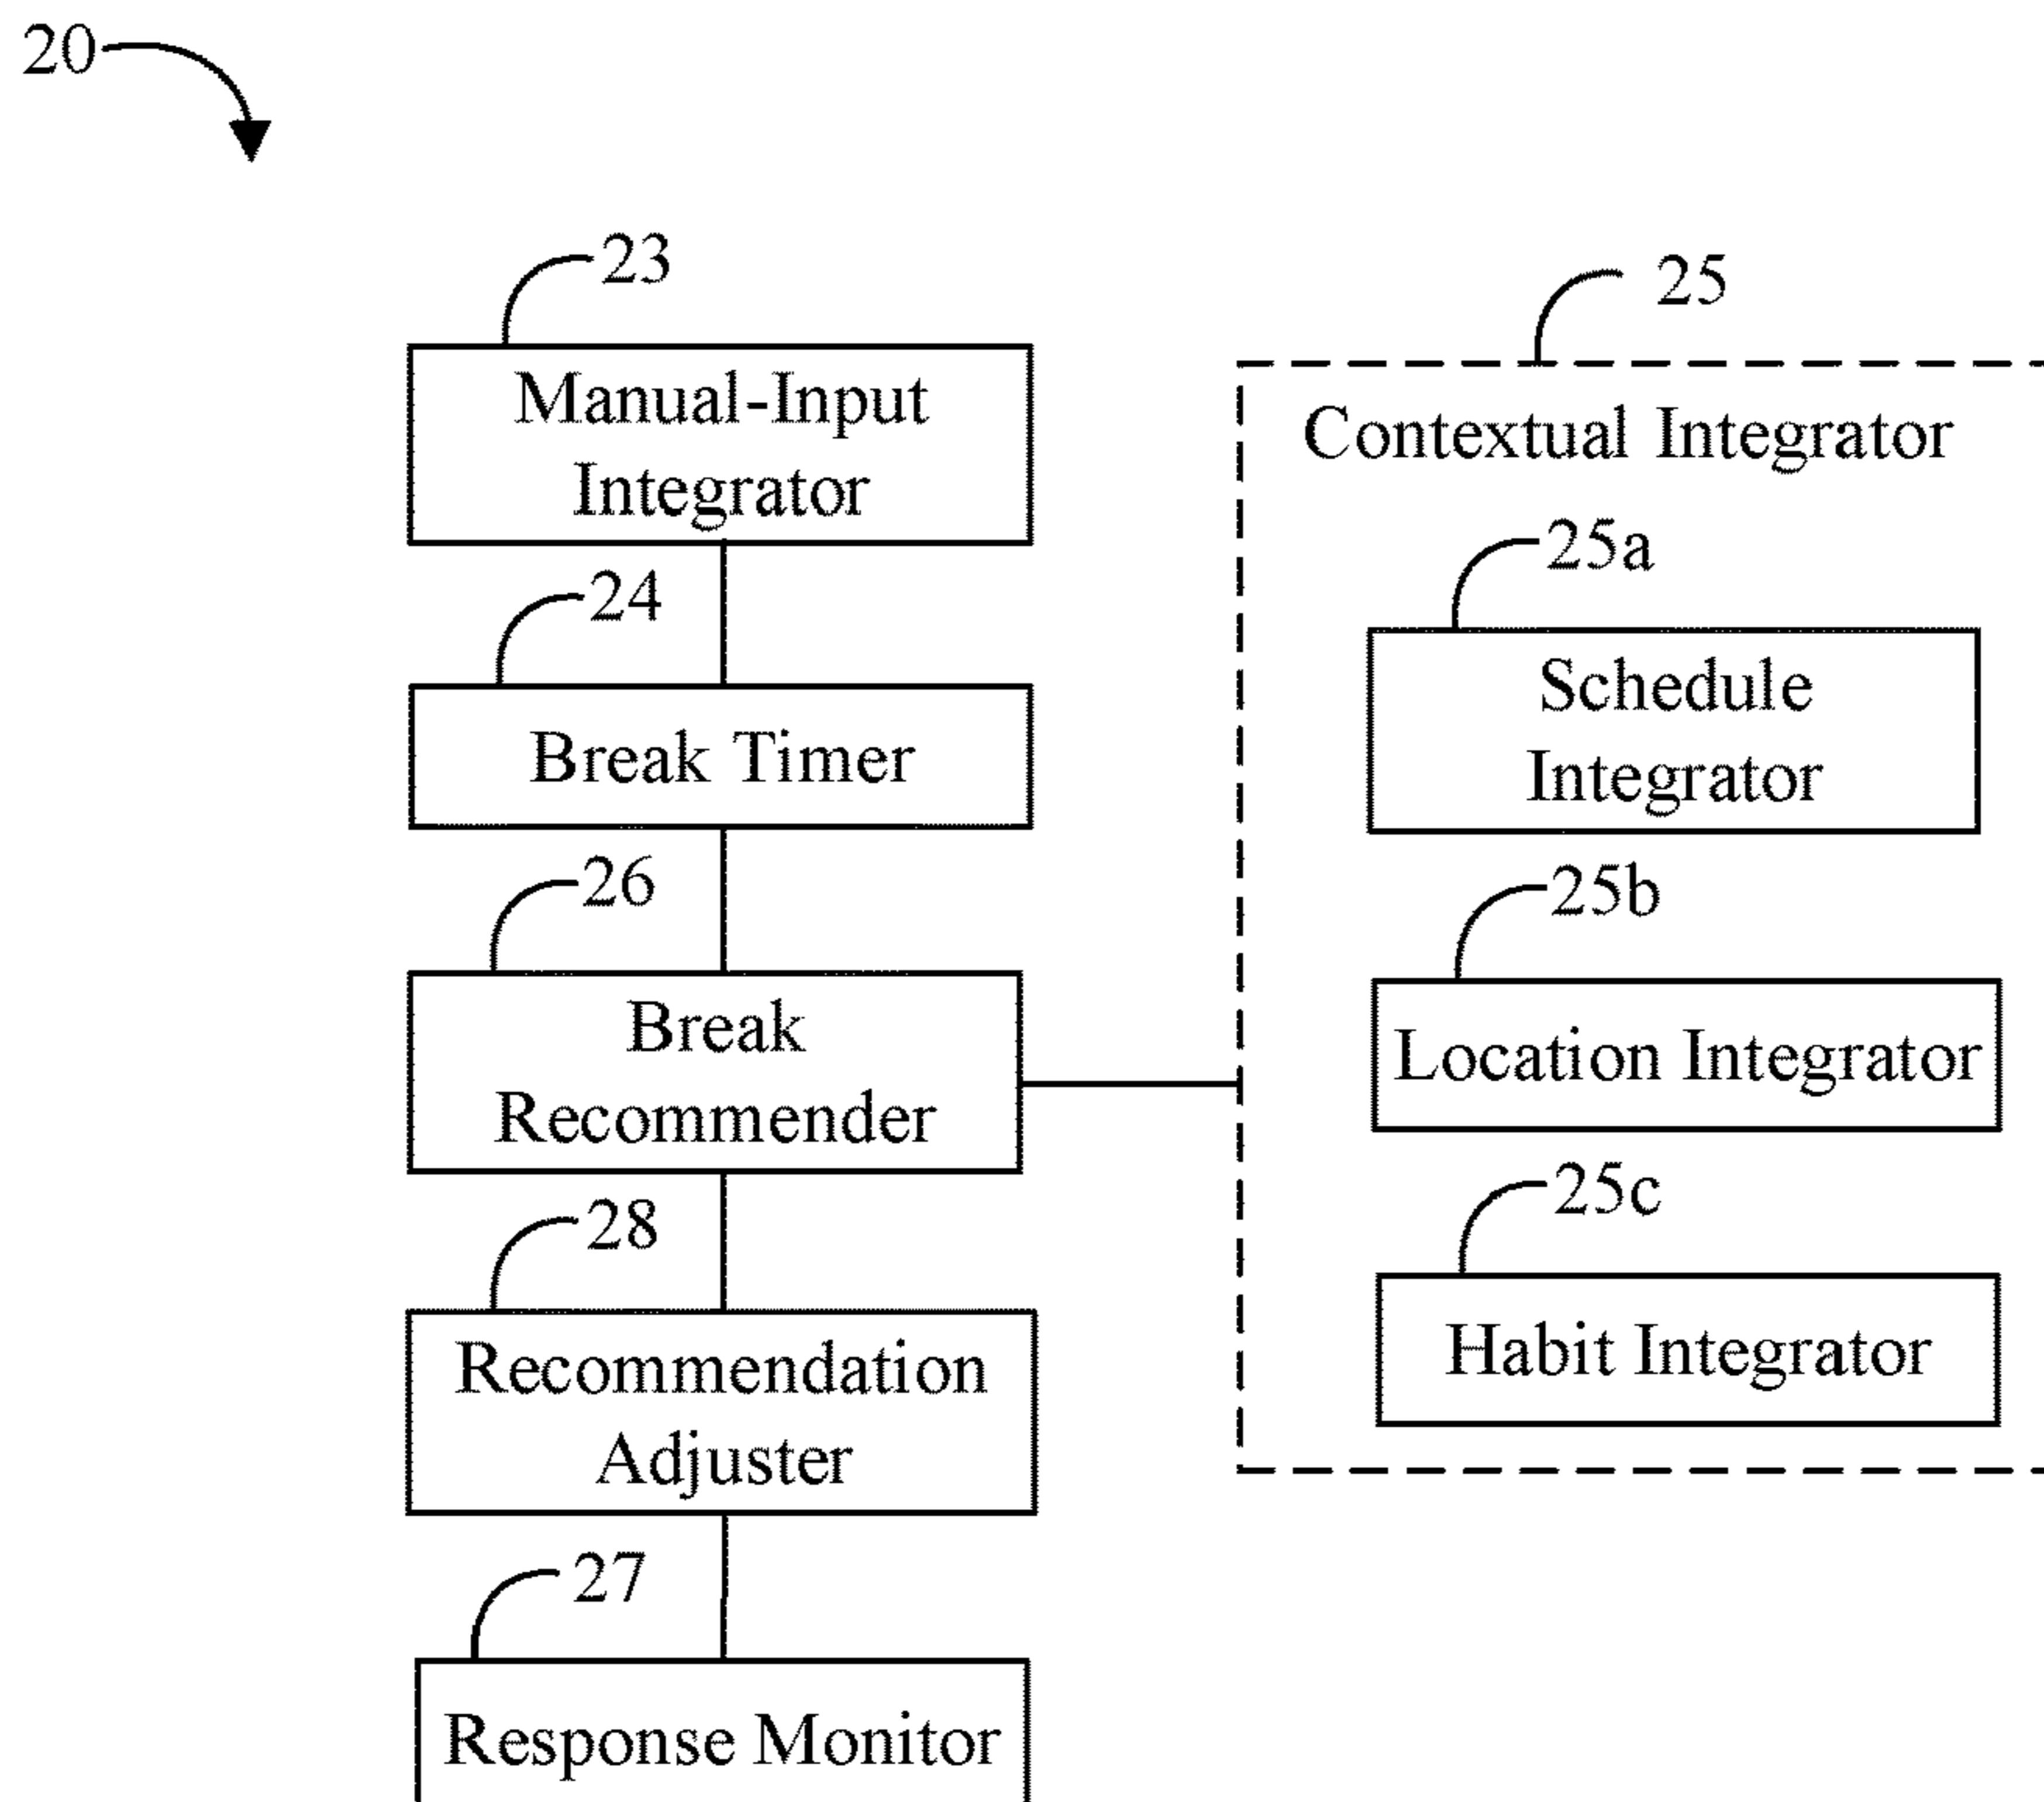 20
23
Manual-Input
Integrator
24
Break Timer
26
Break
Recommender
28
Recommendation
Adjuster
27
Response Monitor
25
Contextual Integrator
25a
Schedule
Integrator
25b
Location Integrator
25c
Habit Integrator